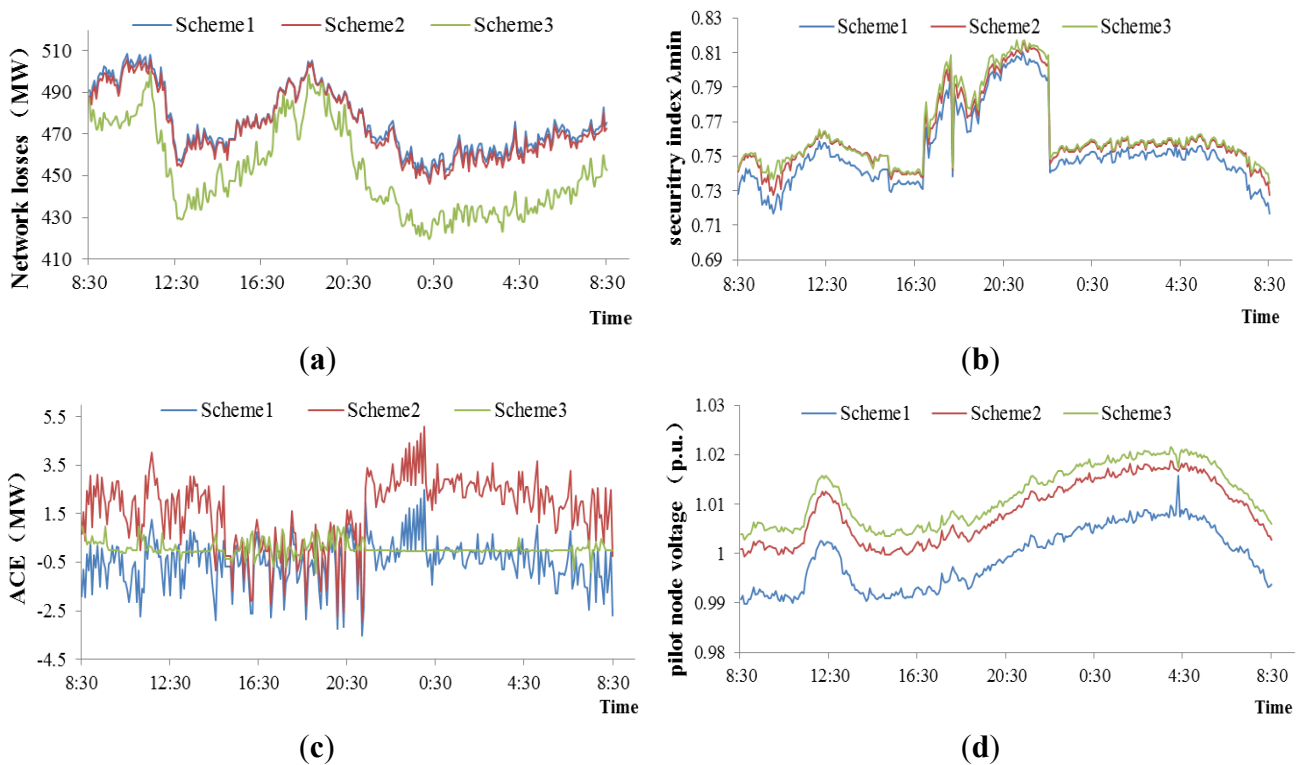 Scheme1 Scheme2 Scheme3
Network losses（MW）
510
490
470
450
430
410
8:30 12:30 16:30 20:30 0:30 4:30 8:30
Time
(a)
Scheme1 Scheme2 Scheme3
securitry index λmin
0.83
0.81
0.79
0.77
0.75
0.73
0.71
0.69
8:30 12:30 16:30 20:30 0:30 4:30 8:30
Time
(b)
Scheme1 Scheme2 Scheme3
ACE（MW）
5.5
3.5
1.5
-0.5
-2.5
-4.5
8:30 12:30 16:30 20:30 0:30 4:30 8:30
Time
(c)
Scheme1 Scheme2 Scheme3
pilot node voltage（p.u.）
1.03
1.02
1.01
1
0.99
0.98
8:30 12:30 16:30 20:30 0:30 4:30 8:30
Time
(d)